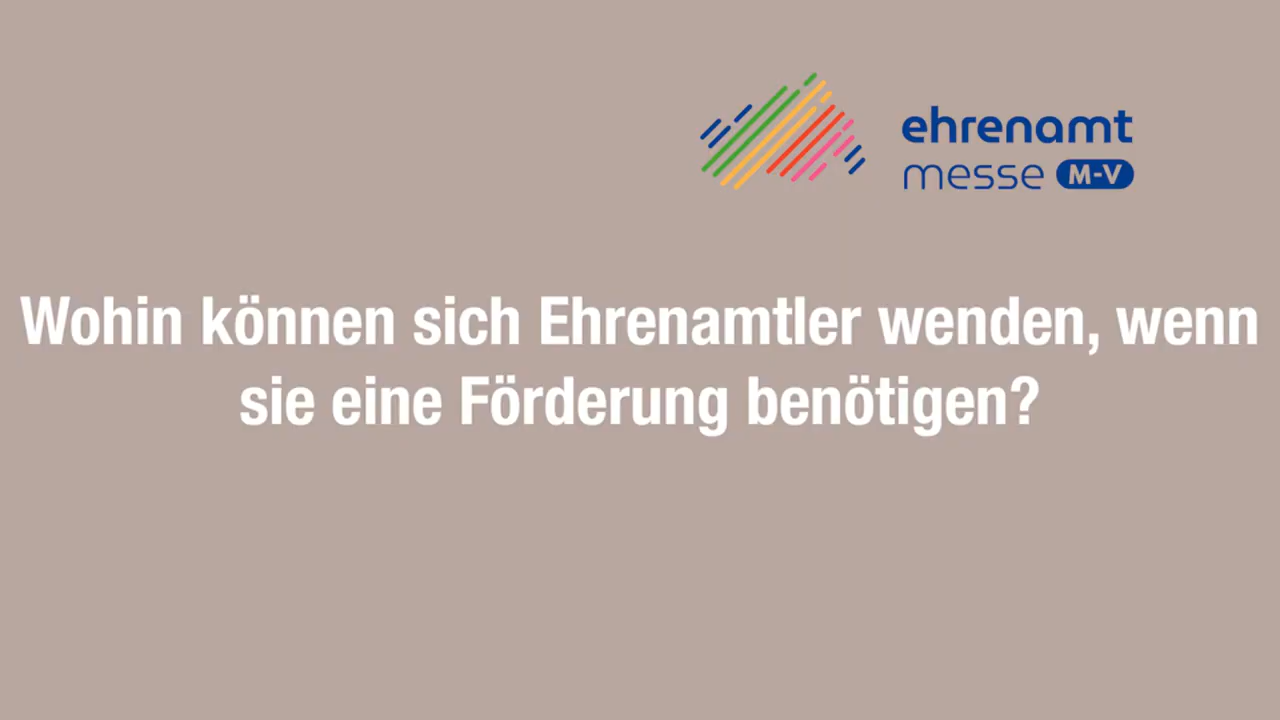 ehrenamt
messe M-V
Wohin können sich Ehrenamtler wenden, wenn
sie eine Förderung benötigen?